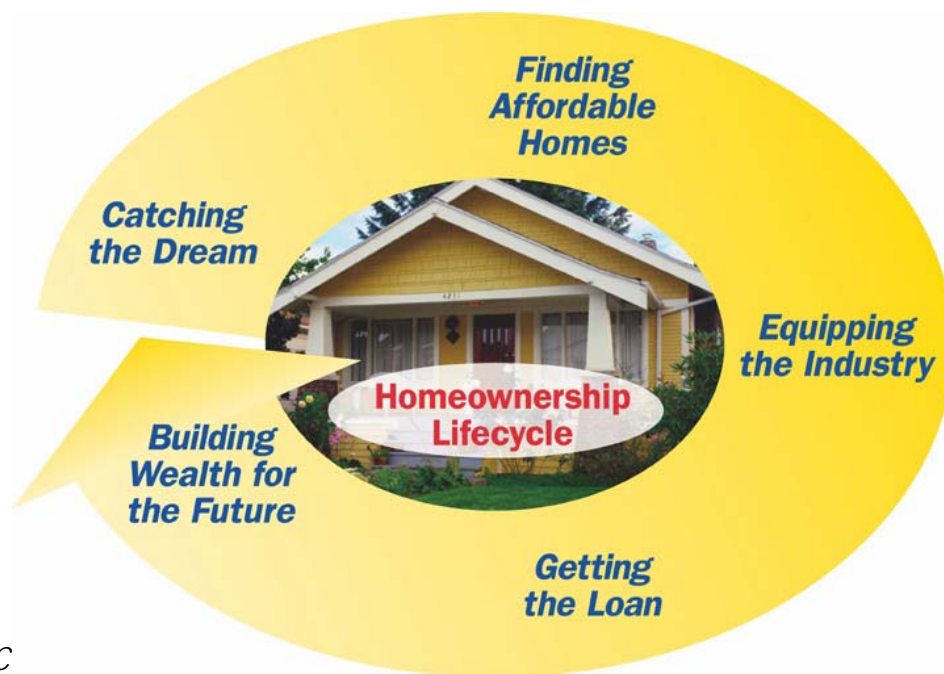 Finding
Affordable
Homes
Catching
the Dream
Equipping
the Industry
Homeownership
Lifecycle
Building
Wealth for
the Future
Getting
the Loan
C